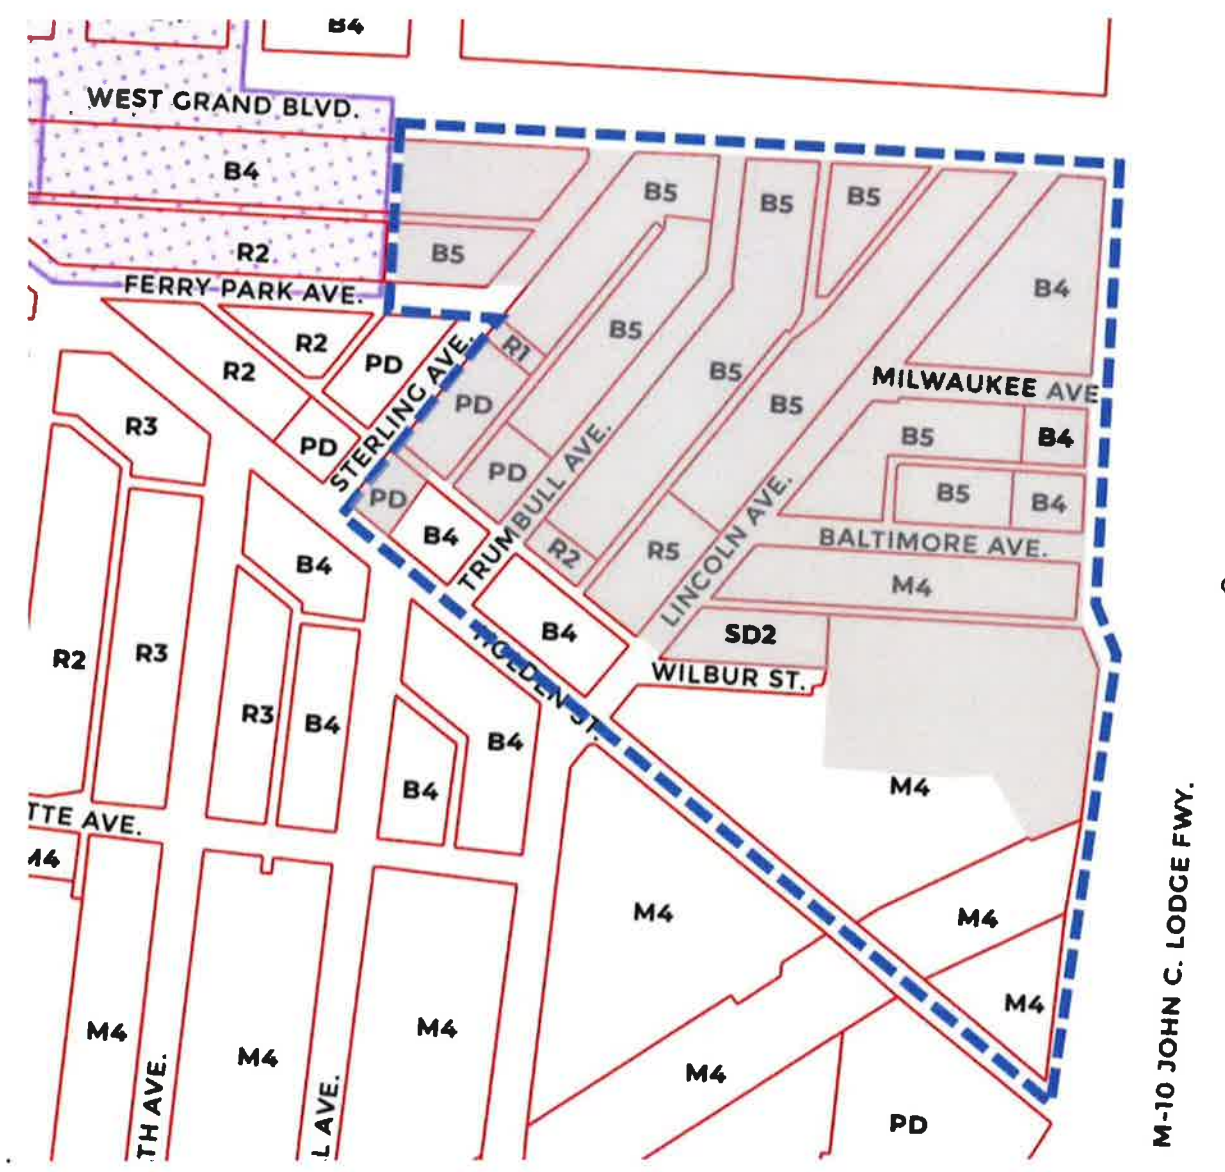 B4
WEST GRAND BLVD.
B4
B5
B5
B5
R2
B5
B4
FERRY PARK AVE.
R2
R2
PD
R1
B5
B5
MILWAUKEE AVE
PD
B5
B5
B4
R3
PD
STERLING AVE.
PD
PD
TRUMBULL AVE.
B4
B5
B4
R2
R5
LINCOLN AVE.
BALTIMORE AVE.
M4
B4
B4
SD2
R2
R3
HOLDEN ST.
WILBUR ST.
R3
B4
B4
B4
M4
TTE AVE.
M4
M4
M4
M4
M4
M4
M4
M4
TH AVE.
L AVE.
PD
M-10 JOHN C. LODGE FWY.